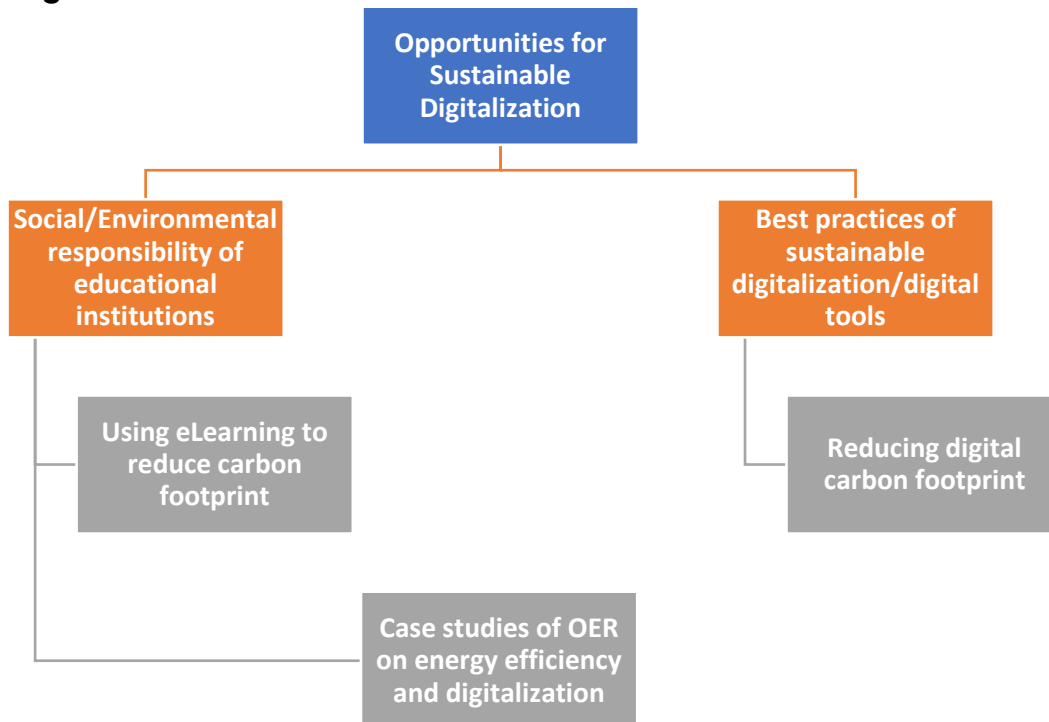 Opportunities for
Sustainable
Digitalization
Social/Environmental
responsibility of
educational
institutions
Best practices of
sustainable
digitalization/digital
tools
Using eLearning to
reduce carbon
footprint
Reducing digital
carbon footprint
Case studies of OER
on energy efficiency
and digitalization